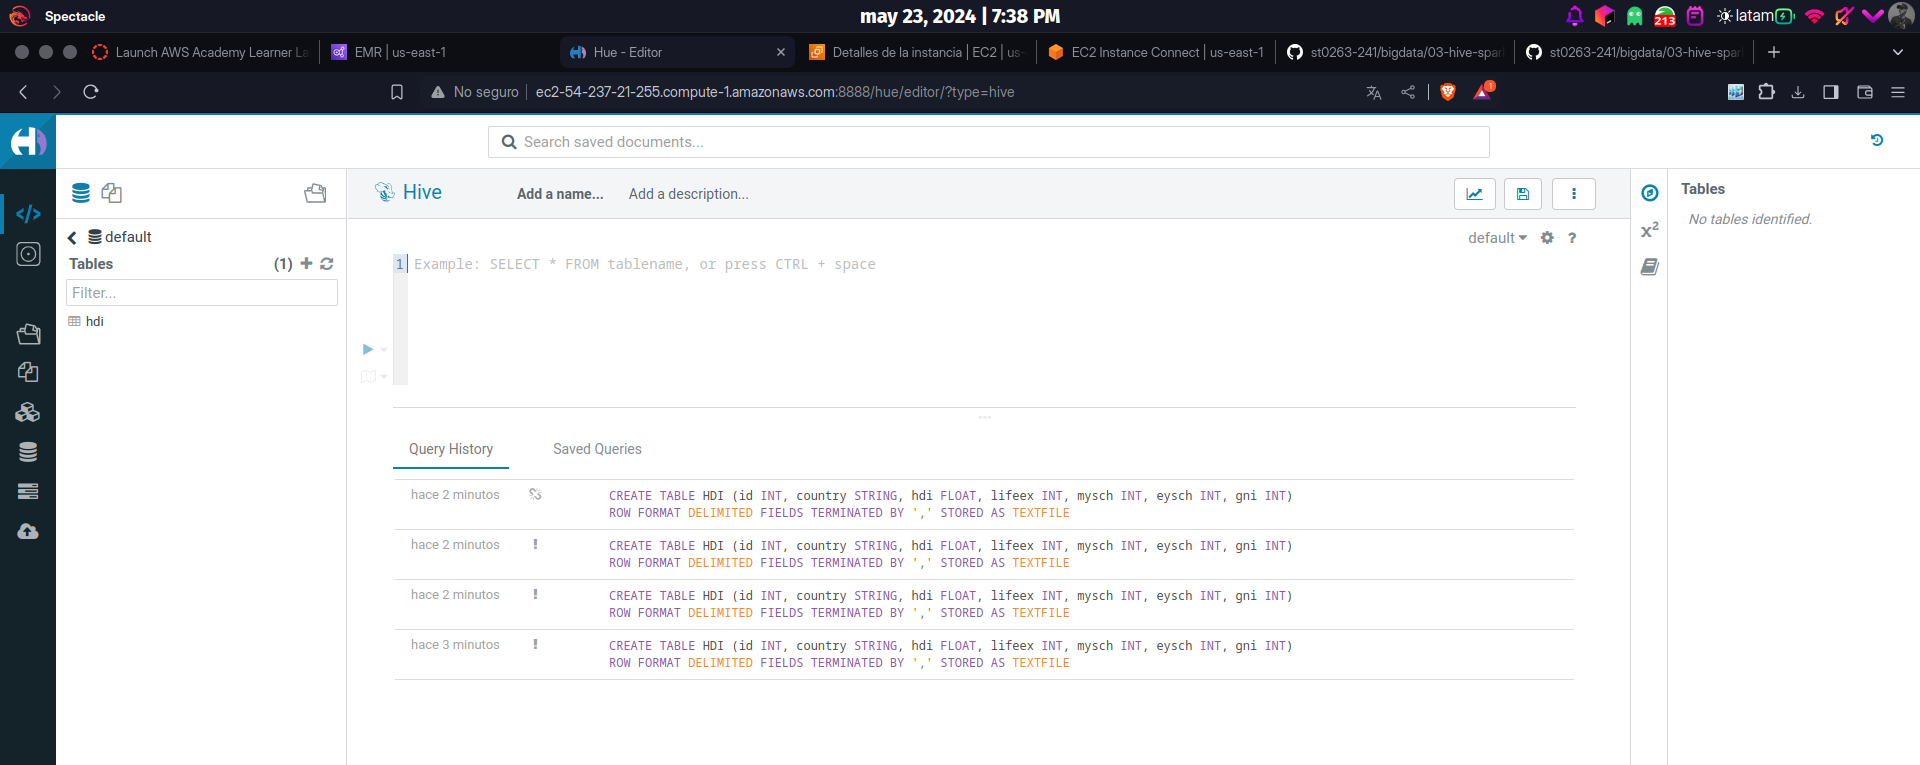 Spectacle
may 23, 2024 | 7:38 PM
213
latam
Launch AWS Academy Learner La
EMR | us-east-1
Hue - Editor
Detalles de la instancia | EC2 | us-
EC2 Instance Connect | us-east-1
st0263-241/bigdata/03-hive-spar
st0263-241/bigdata/03-hive-spar
No seguro
ec2-54-237-21-255.compute-1.amazonaws.com:8888/hue/editor/?type=hive
1
Search saved documents...
Hive
Add a name...
Add a description...
Tables
No tables identified.
default
Tables
(1)
Filter...
hdi
default
?
x²
1
Example: SELECT * FROM tablename, or press CTRL + space
Query History
Saved Queries
hace 2 minutos
CREATE TABLE HDI (id INT, country STRING, hdi FLOAT, lifeex INT, mysch INT, eysch INT, gni INT)
ROW FORMAT DELIMITED FIELDS TERMINATED BY ',' STORED AS TEXTFILE
hace 2 minutos
!
CREATE TABLE HDI (id INT, country STRING, hdi FLOAT, lifeex INT, mysch INT, eysch INT, gni INT)
ROW FORMAT DELIMITED FIELDS TERMINATED BY ',' STORED AS TEXTFILE
hace 2 minutos
!
CREATE TABLE HDI (id INT, country STRING, hdi FLOAT, lifeex INT, mysch INT, eysch INT, gni INT)
ROW FORMAT DELIMITED FIELDS TERMINATED BY ',' STORED AS TEXTFILE
hace 3 minutos
!
CREATE TABLE HDI (id INT, country STRING, hdi FLOAT, lifeex INT, mysch INT, eysch INT, gni INT)
ROW FORMAT DELIMITED FIELDS TERMINATED BY ',' STORED AS TEXTFILE